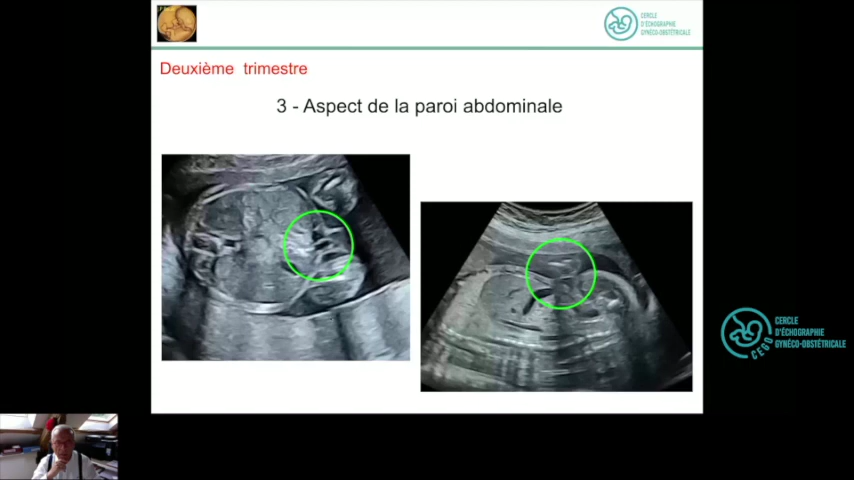 CERCLE
D'ÉCHOGRAPHIE
GYNÉCO-OBSTÉTRICALE
Deuxième trimestre
3 - Aspect de la paroi abdominale
CERCLE
D'ÉCHOGRAPHIE
GYNÉCO-OBSTÉTRICALE
CEGO